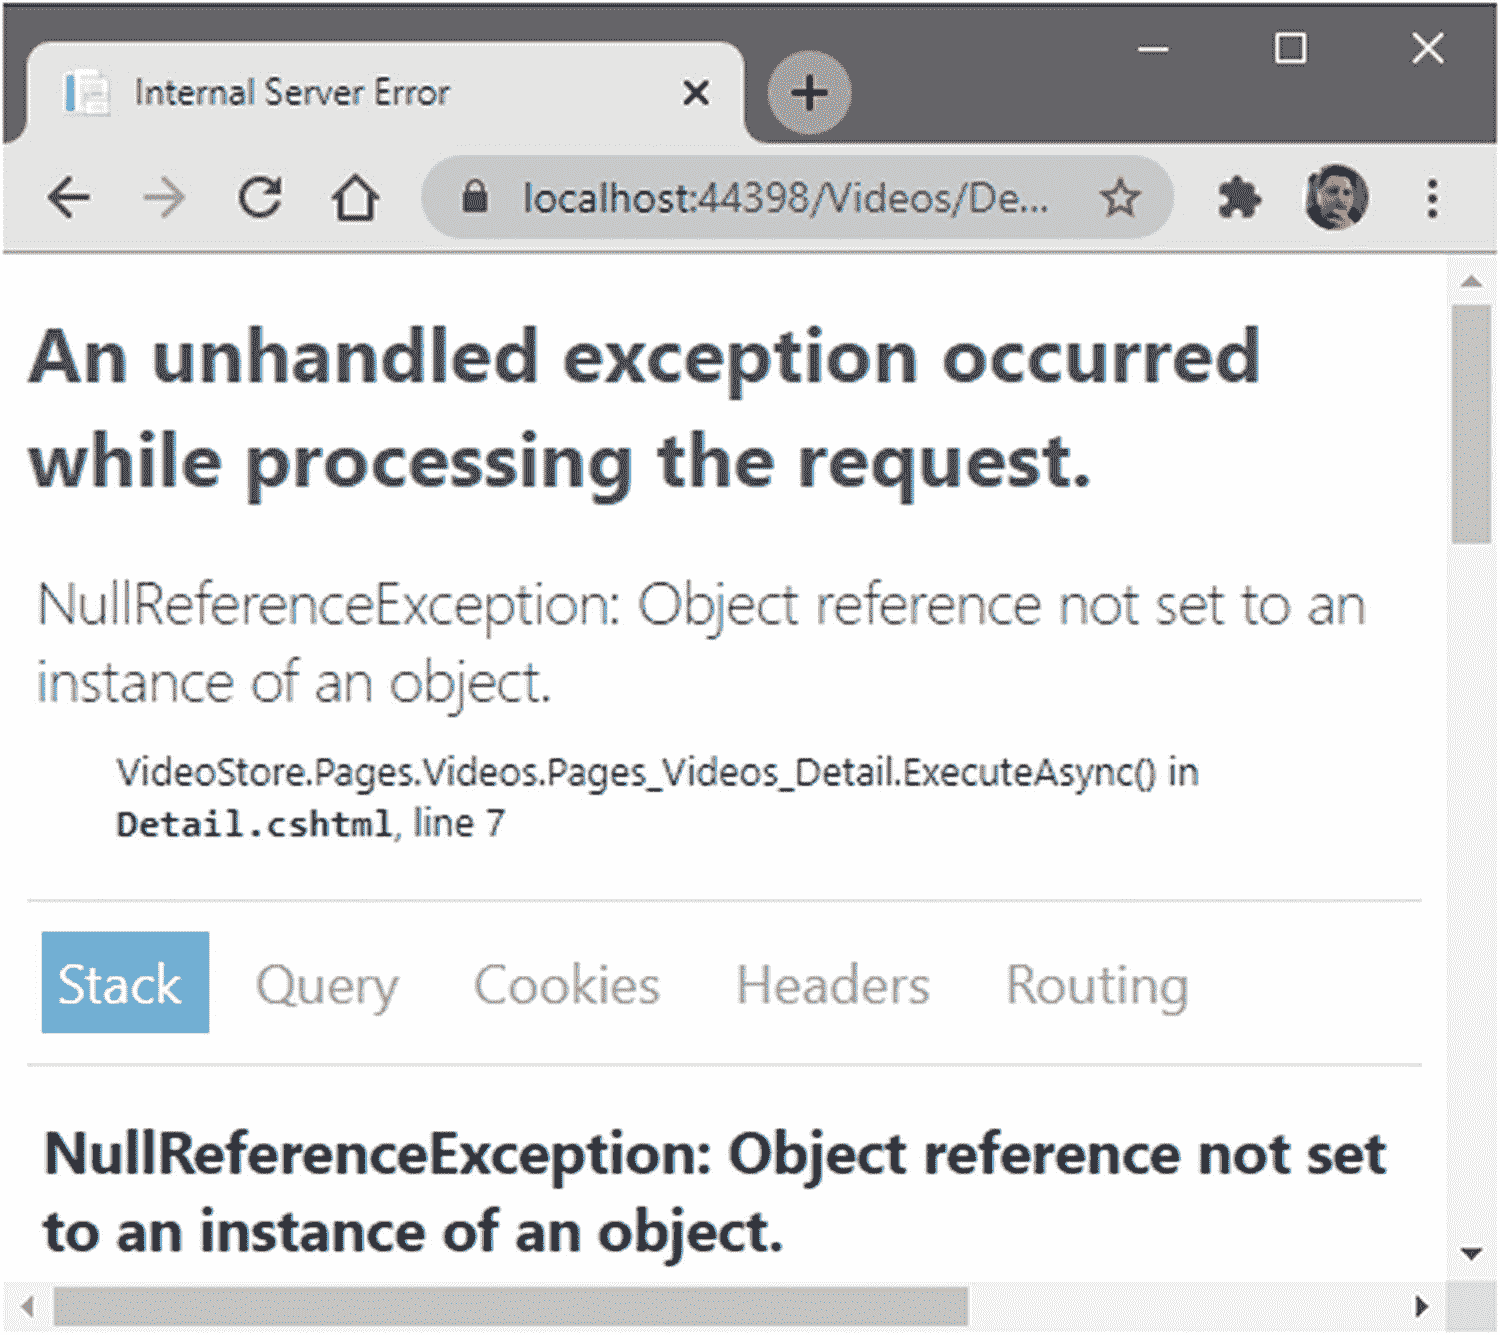 Internal Server Error
localhost:44398/Videos/De...
An unhandled exception occurred
while processing the request.
NullReferenceException: Object reference not set to an
instance of an object.
VideoStore.Pages.Videos.Pages_Videos_Detail.ExecuteAsync() in
Detail.cshtml, line 7
Stack Query Cookies Headers Routing
NullReferenceException: Object reference not set
to an instance of an object.